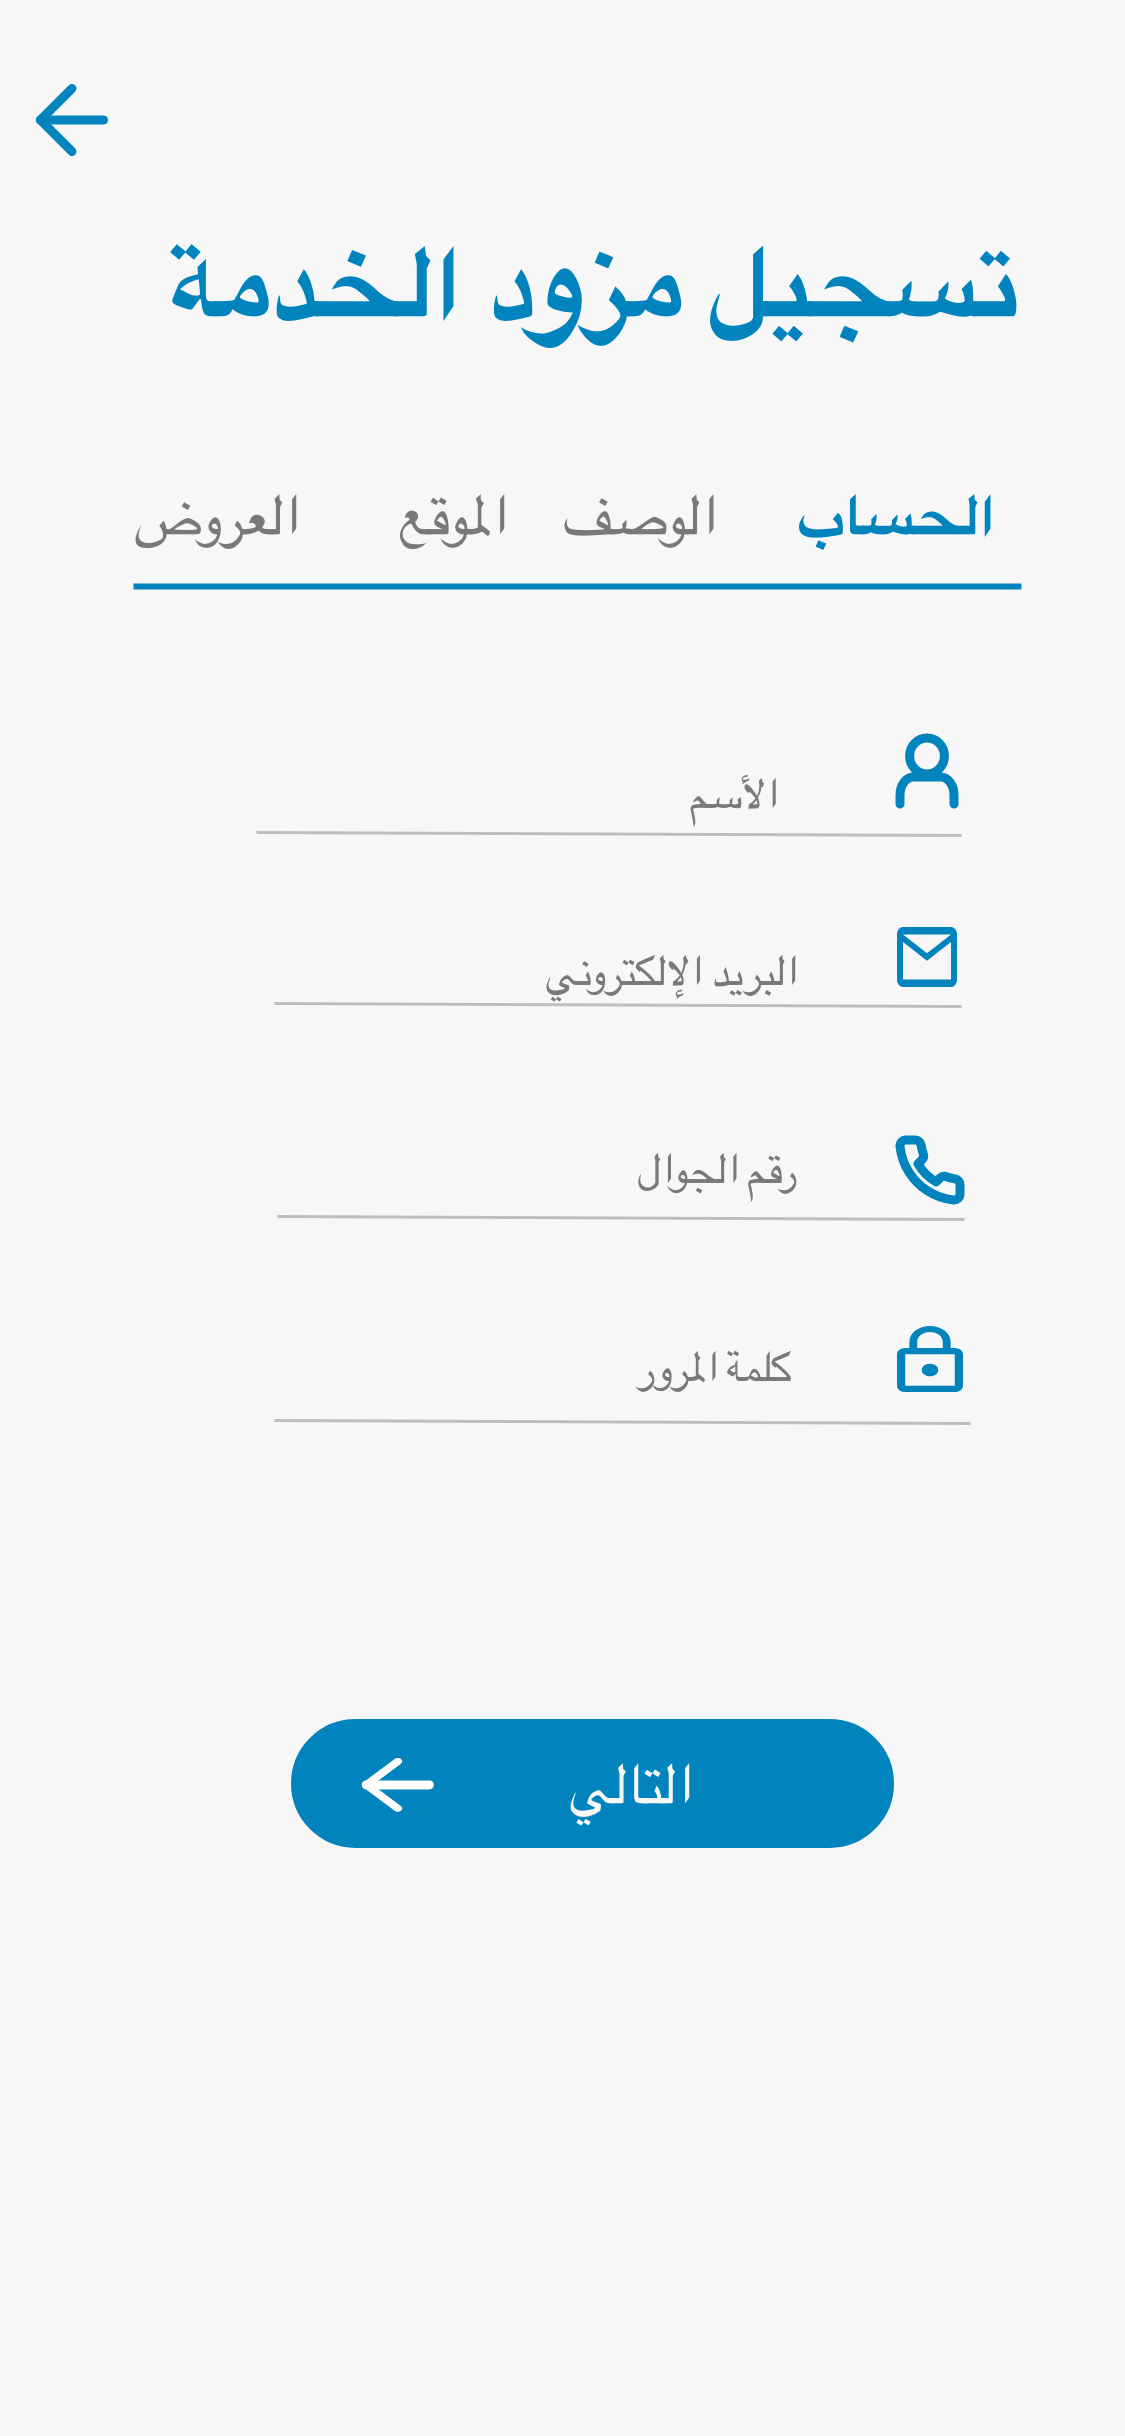 تسجيل مزود الخدمة
الحساب الوصف الموقع العروض
الأسم
البريد الإلكتروني
رقم الجوال
كلمة المرور
التالي